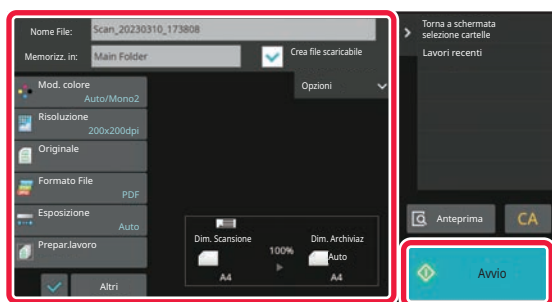 Nome File:
Scan_20230310_173808
Memorizz. in:
Main Folder
Crea file scaricabile
Opzioni
Mod. colore
Auto/Mono2
Risoluzione
200x200dpi
Originale
Formato File
PDF
Esposizione
Auto
Prepar.lavoro
Altri
Dim. Scansione
100%
Dim. Archiviaz
Auto
A4
A4
Torna a schermata
selezione cartelle
Lavori recenti
Anteprima
CA
Avvio